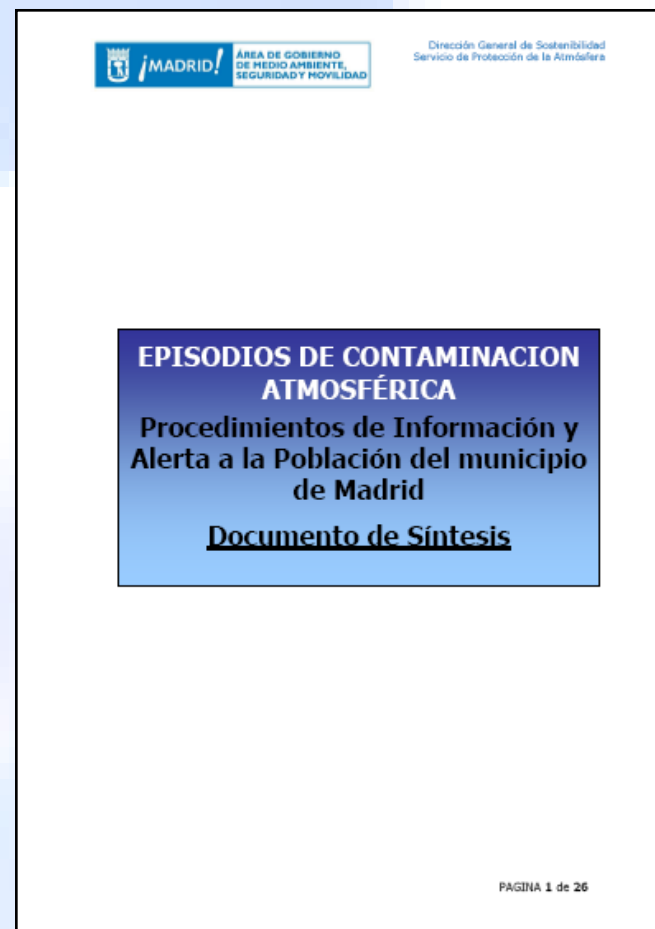 ¡MADRID!
ÁREA DE GOBIERNO
DE MEDIO AMBIENTE,
SEGURIDAD Y MOVILIDAD
Dirección General de Sostenibilidad
Servicio de Protección de la Atmósfera
EPISODIOS DE CONTAMINACION
ATMOSFÉRICA
Procedimientos de Información y
Alerta a la Población del municipio
de Madrid
Documento de Síntesis
PAGINA 1 de 26